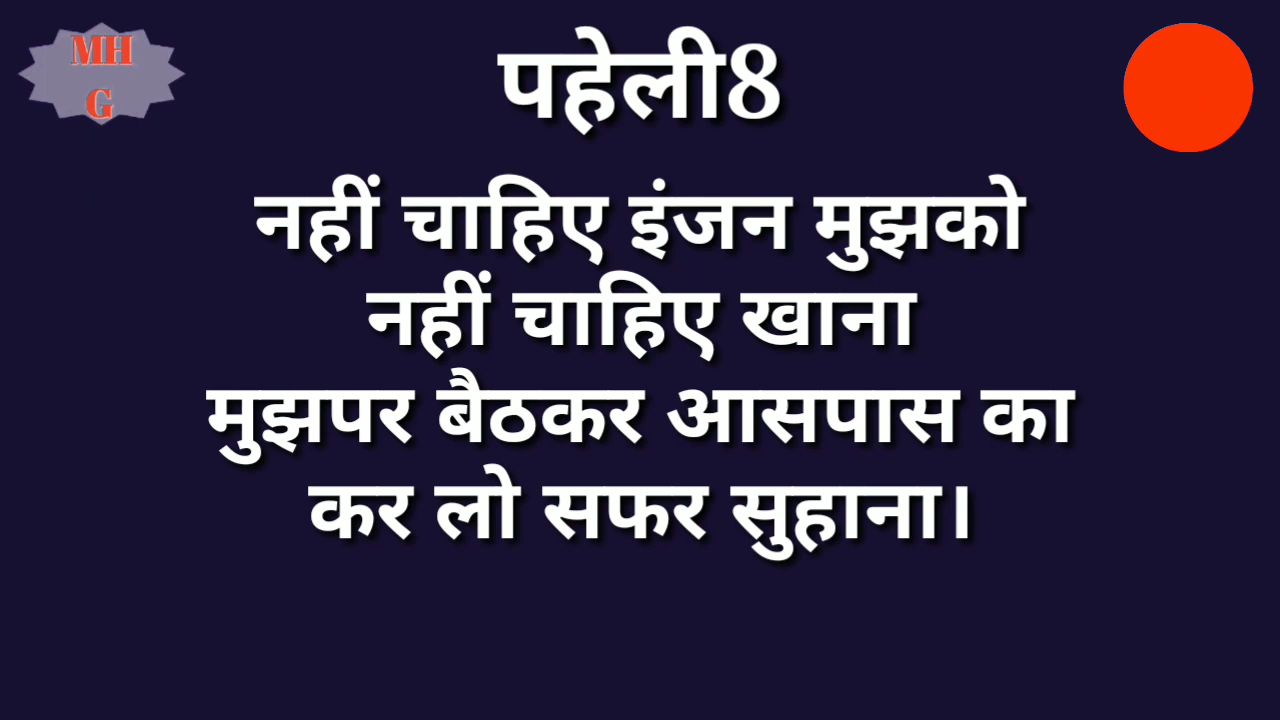 MH
G
पहेली8
नहीं चाहिए इंजन मुझको
नहीं चाहिए खाना
मुझपर बैठकर आसपास का
कर लो सफर सुहाना।